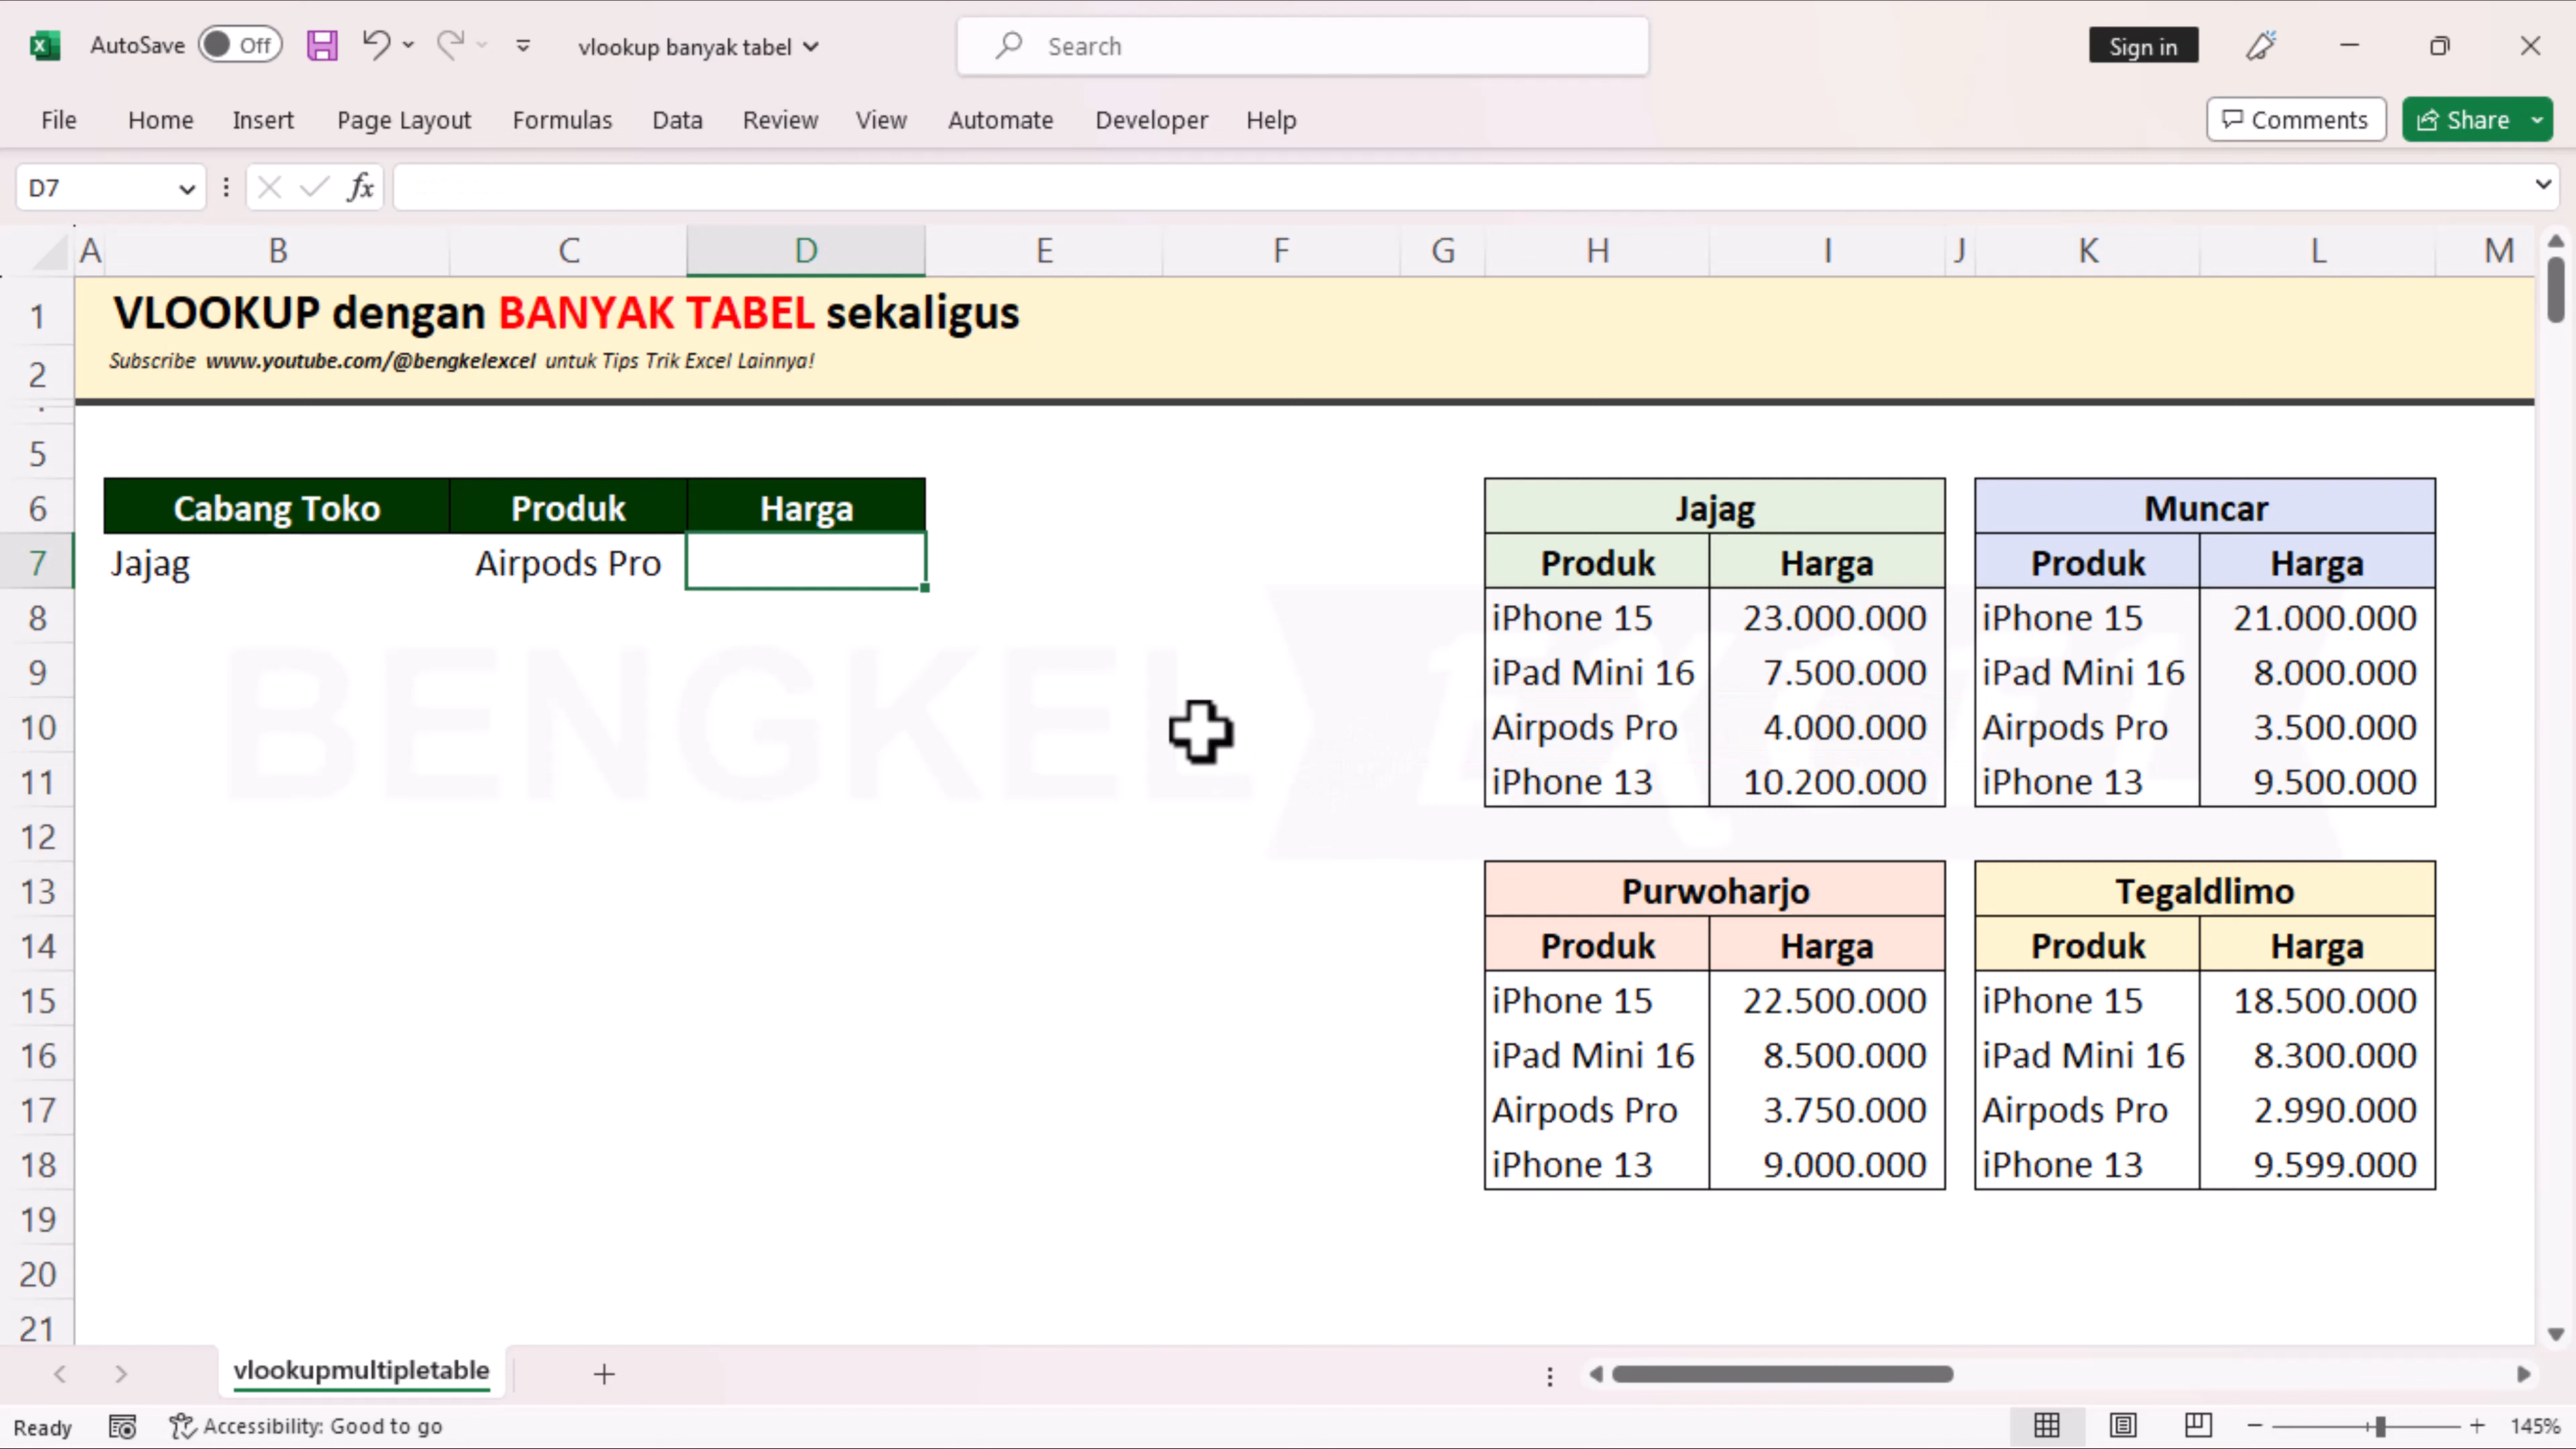 AutoSave Off vlookup banyak tabel Search Sign in
File Home Insert Page Layout Formulas Data Review View Automate Developer Help Comments Share
D7 fx
A B C D E F G H I J K L M
1 VLOOKUP dengan BANYAK TABEL sekaligus
2 Subscribe www.youtube.com/@bengkelexcel untuk Tips Trik Excel Lainnya!
5
6 Cabang Toko Produk Harga Jajag Muncar
7 Jajag Airpods Pro Produk Harga Produk Harga
8 iPhone 15 23.000.000 iPhone 15 21.000.000
9 iPad Mini 16 7.500.000 iPad Mini 16 8.000.000
BENGKEL EXCEL
10 Airpods Pro 4.000.000 Airpods Pro 3.500.000
11 iPhone 13 10.200.000 iPhone 13 9.500.000
12
13 Purwoharjo Tegaldlimo
14 Produk Harga Produk Harga
15 iPhone 15 22.500.000 iPhone 15 18.500.000
16 iPad Mini 16 8.500.000 iPad Mini 16 8.300.000
17 Airpods Pro 3.750.000 Airpods Pro 2.990.000
18 iPhone 13 9.000.000 iPhone 13 9.599.000
19
20
21
vlookupmultipletable
Ready Accessibility: Good to go 145%